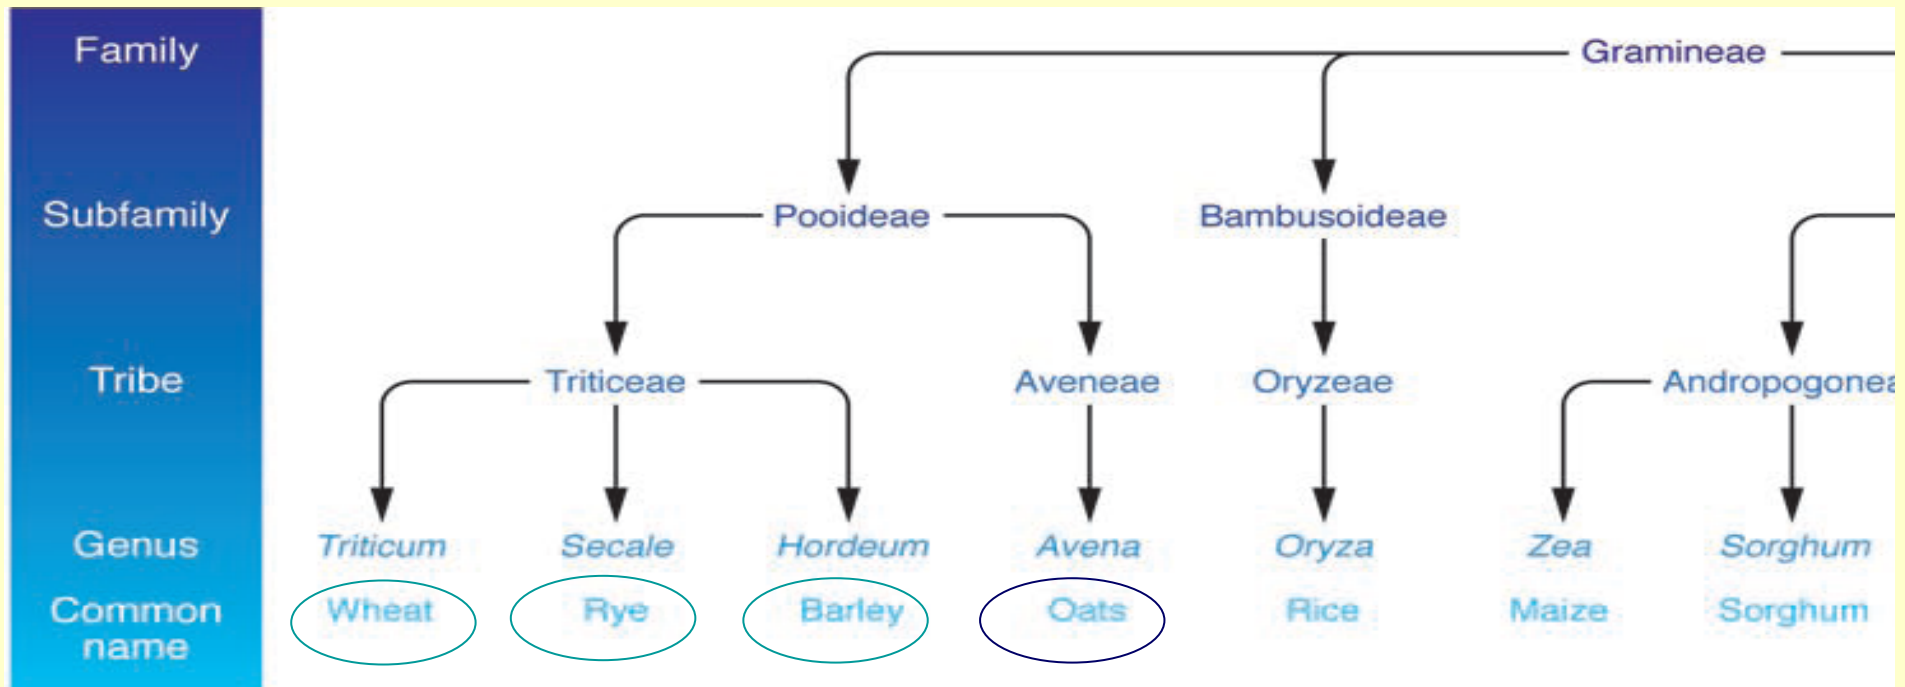 Family Gramineae
Subfamily Pooideae Bambusoideae
Tribe Triticeae Aveneae Oryzeae Andropogonea
Genus Triticum Secale Hordeum Avena Oryza Zea Sorghum
Common name Wheat Rye Barley Oats Rice Maize Sorghum